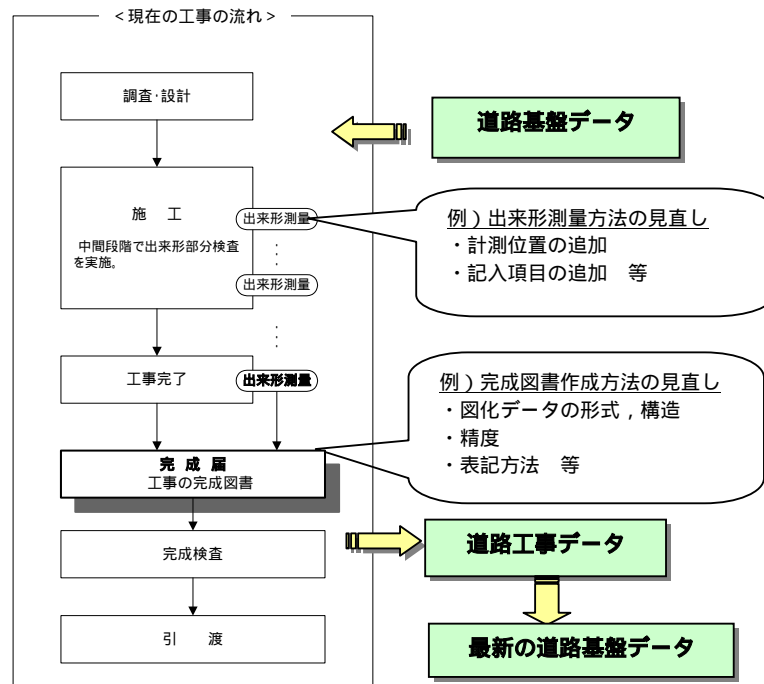 <現在の工事の流れ>
調査・設計
道路基盤データ
施 工
中間段階で出来形部分検査
を実施。
出来形測量
出来形測量
例）出来形測量方法の見直し
・計測位置の追加
・記入項目の追加 等
工事完了
出来形測量
例）完成図書作成方法の見直し
・図化データの形式，構造
・精度
・表記方法 等
完 成 届
工事の完成図書
完成検査
道路工事データ
引 渡
最新の道路基盤データ